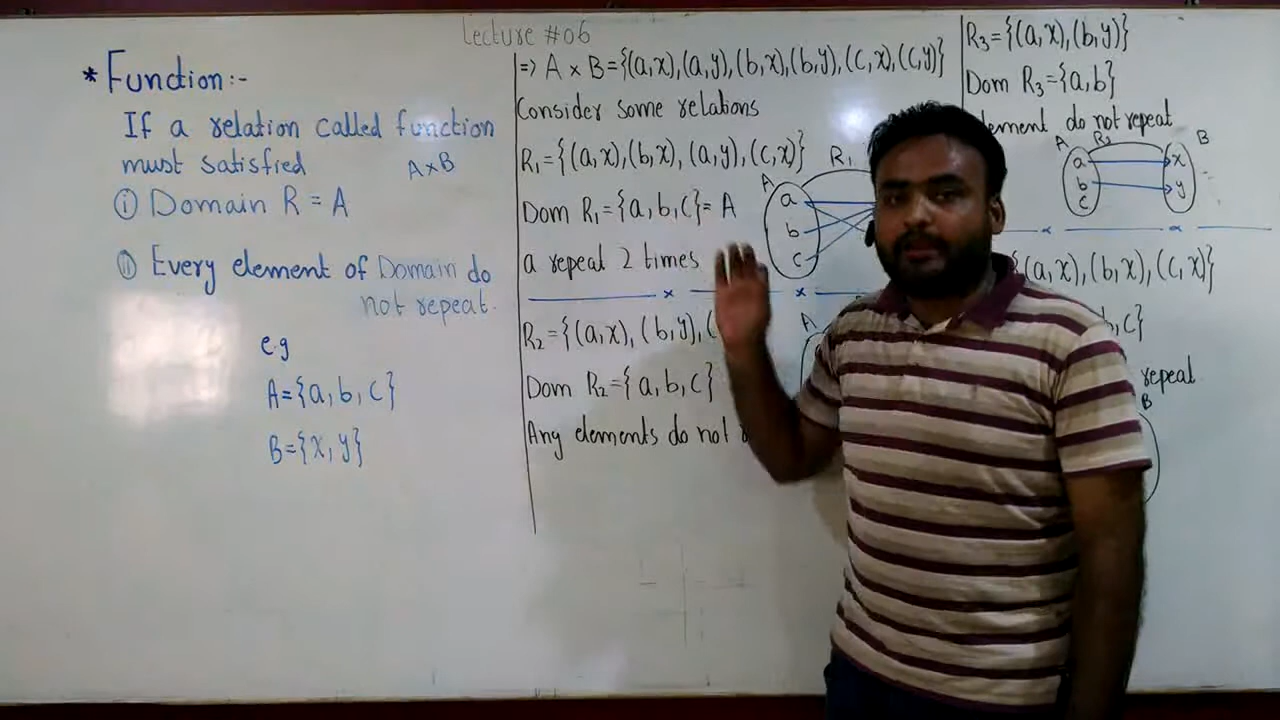 Lecture #06
* Function:-
If a relation called function
must satisfied A×B
(i) Domain R = A
(ii) Every element of Domain do
not repeat.
e.g
A={a, b, c}
B={x, y}
=> A × B = {(a,x),(a,y),(b,x),(b,y),(c,x),(c,y)}
Consider some relations
R₁={(a,x),(b,x),(a,y),(c,x)}
Dom R₁={a,b,c}=A
a repeat 2 times
A R₁
a
b
c
R₂={(a,x), (b,y), (
Dom R₂={a, b, c}
Any elements do not
A
R₃={(a,x),(b,y)}
Dom R₃={a,b}
element do not repeat
A R₃ B
a x
b y
c
(a,x), (b,x), (c,x)}
b, c}
repeat
B